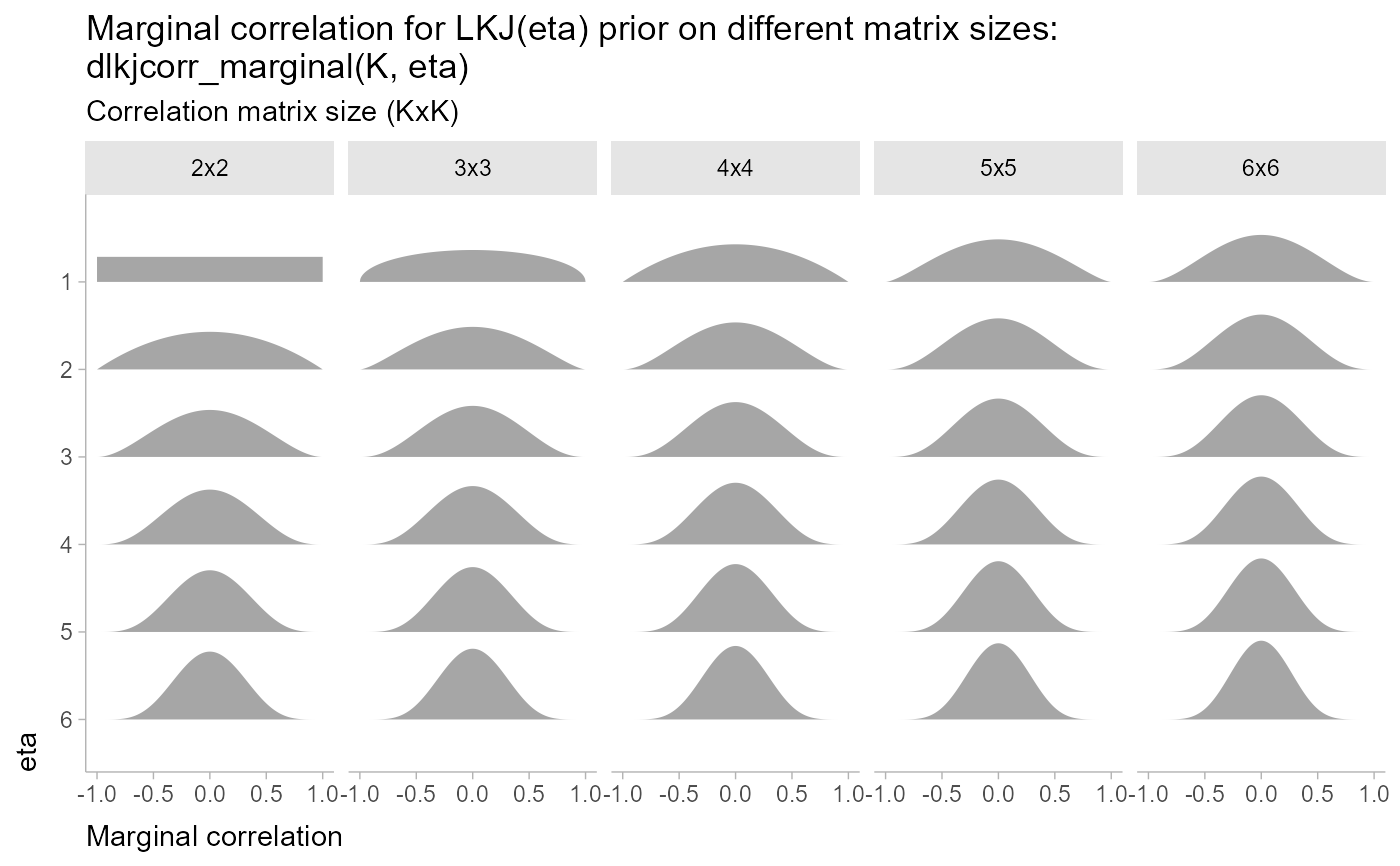 Marginal correlation for LKJ(eta) prior on different matrix sizes:
dlkjcorr_marginal(K, eta)
Correlation matrix size (KxK)
2x2 3x3 4x4 5x5 6x6
1
2
3
4
5
6
eta
-1.0 -0.5 0.0 0.5 1.0 -1.0 -0.5 0.0 0.5 1.0 -1.0 -0.5 0.0 0.5 1.0 -1.0 -0.5 0.0 0.5 1.0 -1.0 -0.5 0.0 0.5 1.0
Marginal correlation